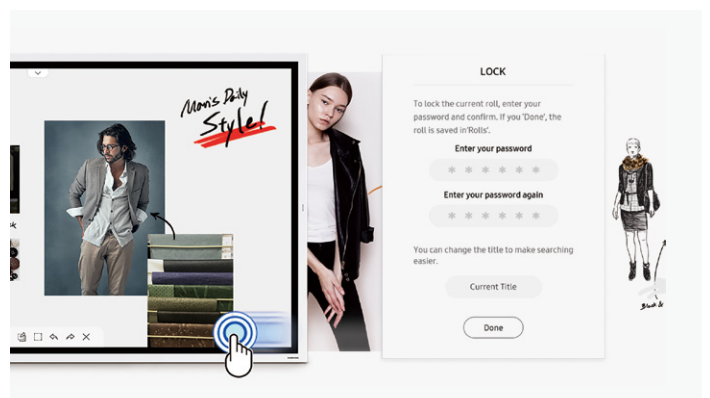 Man's Daily
Style!
LOCK
To lock the current roll, enter your
password and confirm. If you 'Done', the
roll is saved in'Rolls'.
Enter your password
* * * * * *
Enter your password again
* * * * * *
You can change the title to make searching
easier.
Current Title
Done
Black &